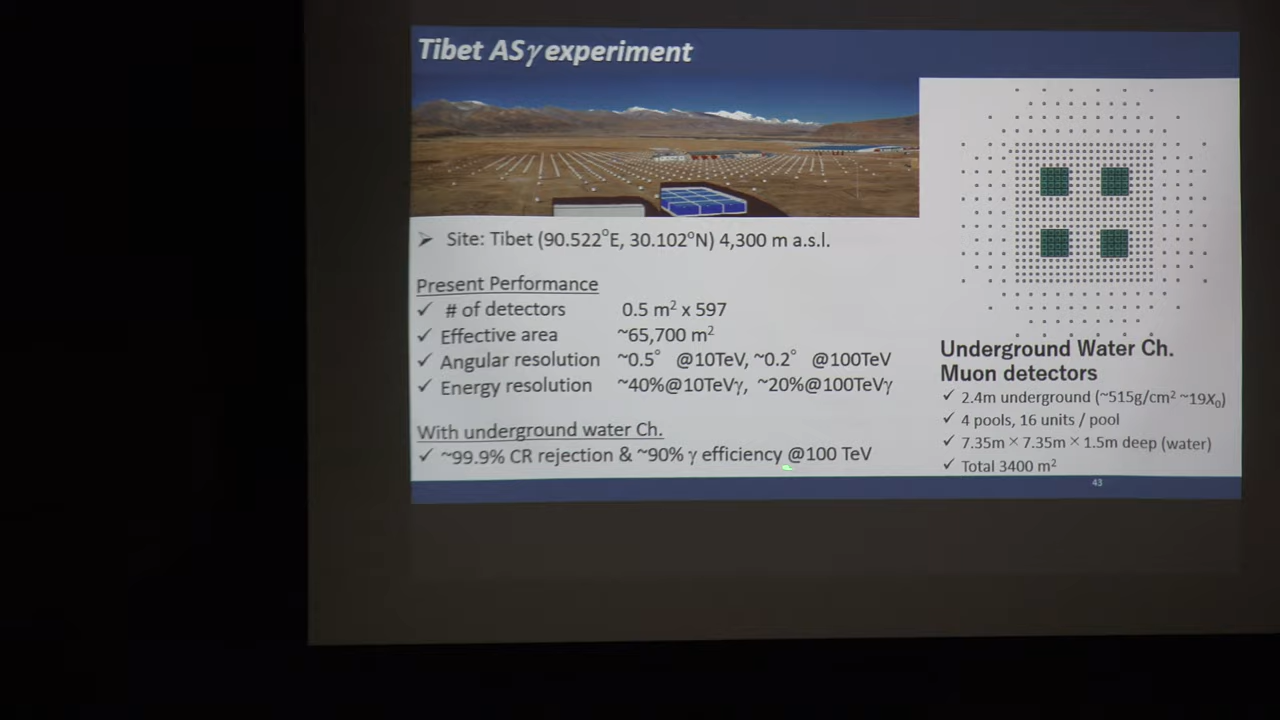 Tibet ASγ experiment
➤ Site: Tibet (90.522°E, 30.102°N) 4,300 m a.s.l.
Present Performance
✓ # of detectors 0.5 m² x 597
✓ Effective area ~65,700 m²
✓ Angular resolution ~0.5° @10TeV, ~0.2° @100TeV
✓ Energy resolution ~40%@10TeVγ, ~20%@100TeVγ
With underground water Ch.
✓ ~99.9% CR rejection & ~90% γ efficiency @100 TeV
Underground Water Ch.
Muon detectors
✓ 2.4m underground (~515g/cm² ~19X₀)
✓ 4 pools, 16 units / pool
✓ 7.35m × 7.35m × 1.5m deep (water)
✓ Total 3400 m²
43